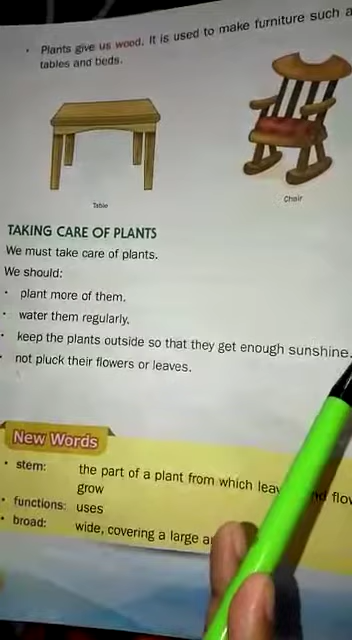 • Plants give us wood. It is used to make furniture such a
tables and beds.
Table
Chair
TAKING CARE OF PLANTS
We must take care of plants.
We should:
• plant more of them.
• water them regularly.
• keep the plants outside so that they get enough sunshine.
• not pluck their flowers or leaves.
New Words
• stem: the part of a plant from which leav nd flov
grow
• functions: uses
• broad: wide, covering a large a